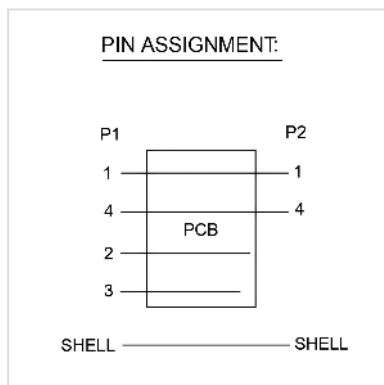 PIN ASSIGNMENT:
P1 P2
1 1
4 4
PCB
2
3
SHELL SHELL